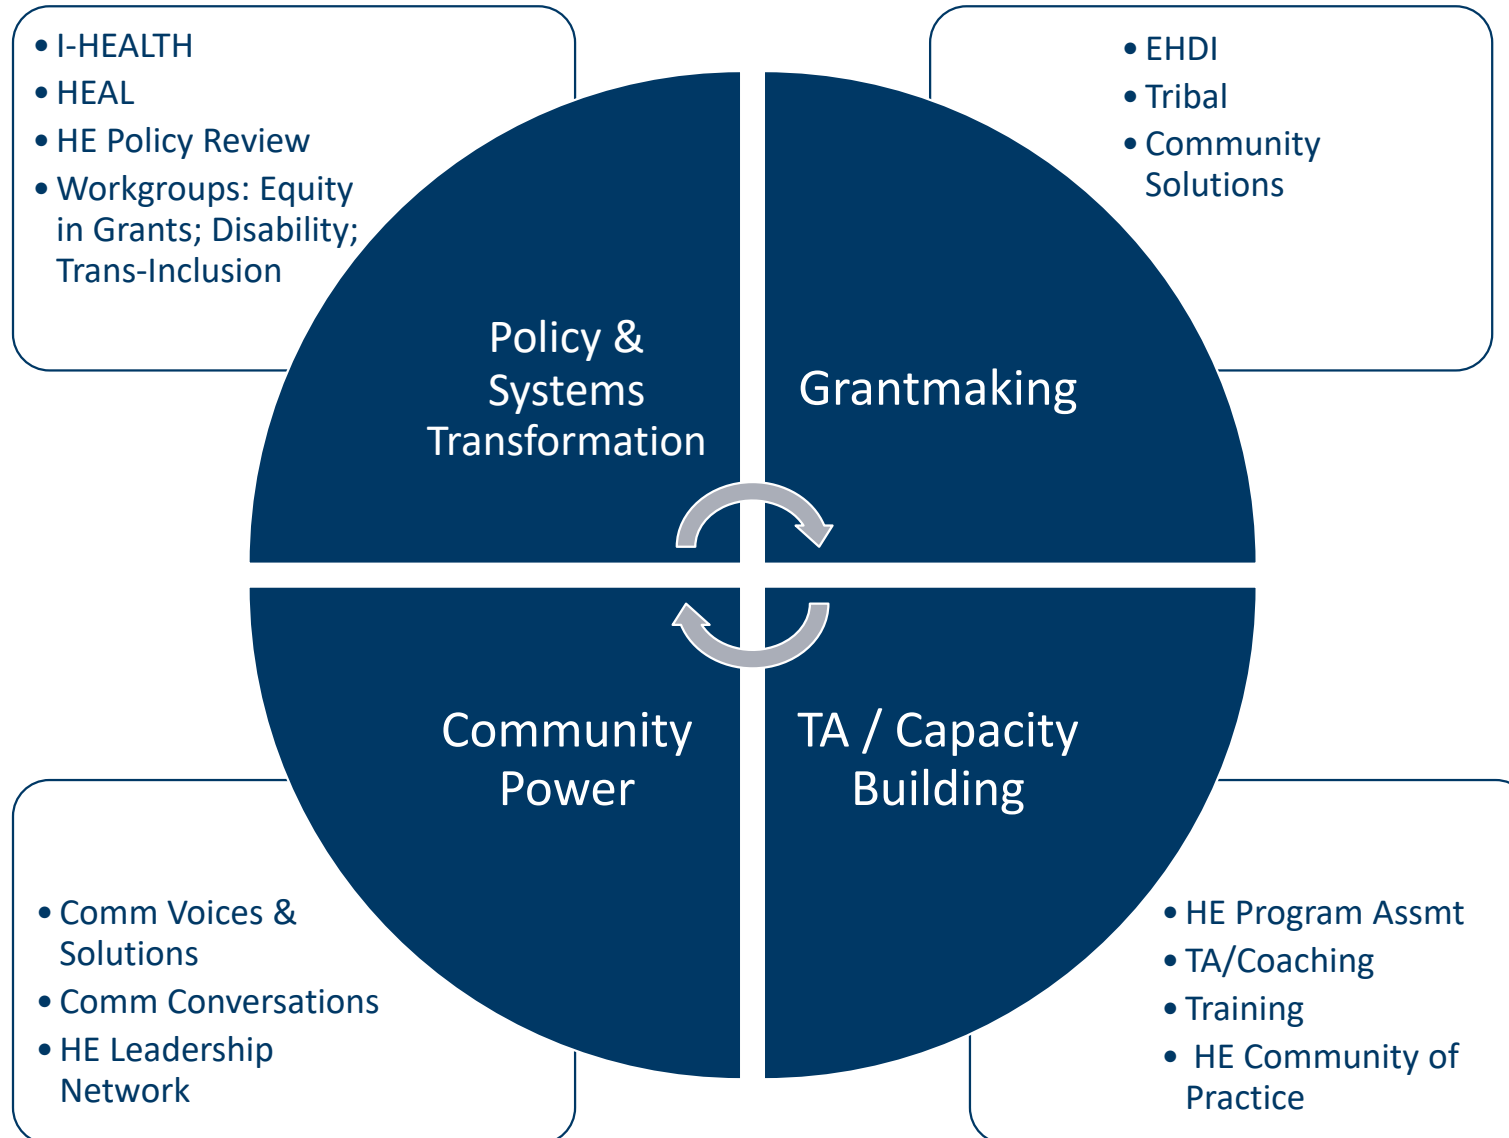 • I-HEALTH
• HEAL
• HE Policy Review
• Workgroups: Equity
in Grants; Disability;
Trans-Inclusion
• EHDI
• Tribal
• Community
Solutions
Policy &
Systems
Transformation
Grantmaking
Community
Power
TA / Capacity
Building
• Comm Voices &
Solutions
• Comm Conversations
• HE Leadership
Network
• HE Program Assmt
• TA/Coaching
• Training
• HE Community of
Practice